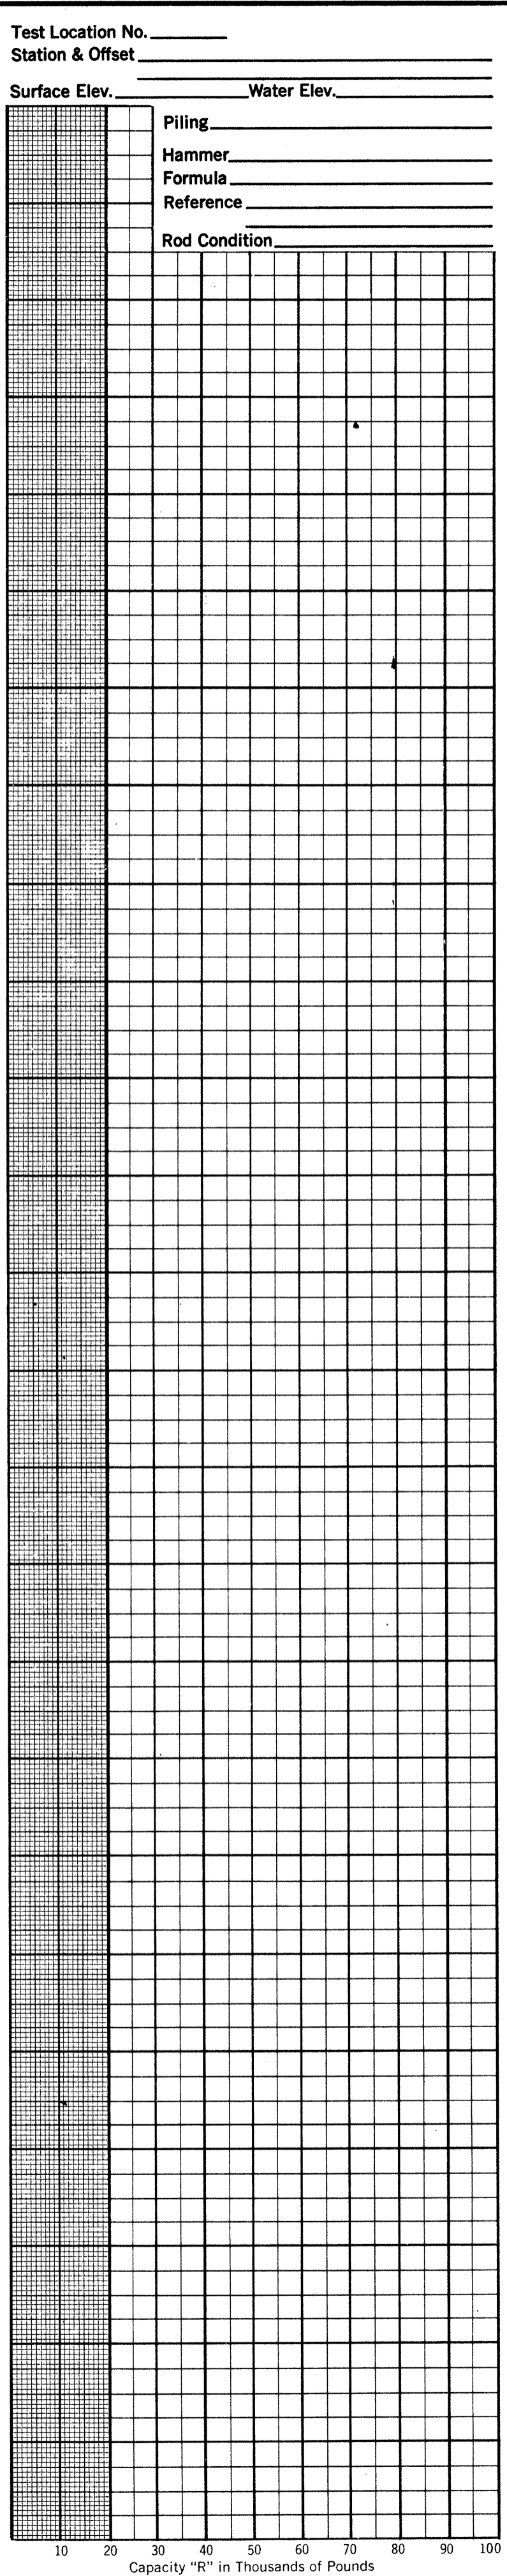 Test Location No.
Station & Offset
Surface Elev. Water Elev.
Piling
Hammer
Formula
Reference
Rod Condition
10 20 30 40 50 60 70 80 90 100
Capacity "R" in Thousands of Pounds